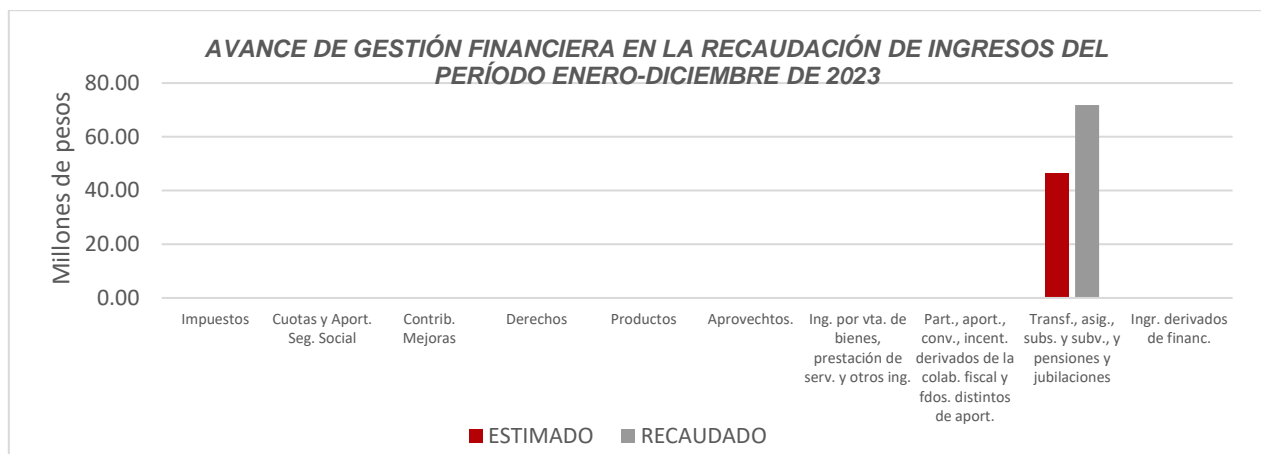 AVANCE DE GESTIÓN FINANCIERA EN LA RECAUDACIÓN DE INGRESOS DEL
PERÍODO ENERO-DICIEMBRE DE 2023
Millones de pesos
80.00
60.00
40.00
20.00
0.00
Impuestos
Cuotas y Aport.
Seg. Social
Contrib.
Mejoras
Derechos
Productos
Aprovechtos.
Ing. por vta. de
bienes,
prestación de
serv. y otros ing.
Part., aport.,
conv., incent.
derivados de la
colab. fiscal y
fdos. distintos
de aport.
Transf., asig.,
subs. y subv., y
pensiones y
jubilaciones
Ingr. derivados
de financ.
ESTIMADO
RECAUDADO